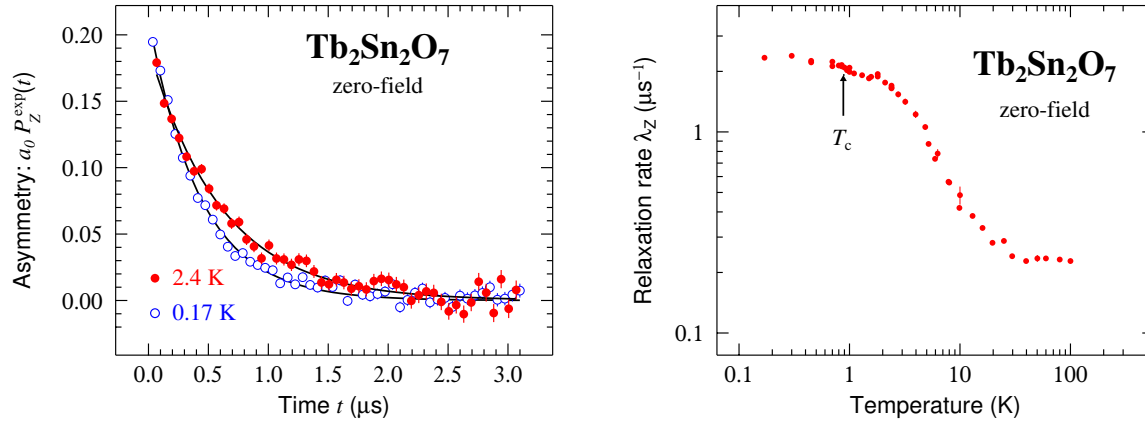 Tb₂Sn₂O₇
zero-field
2.4 K
0.17 K
0.20
0.15
0.10
0.05
0.00
0.0 0.5 1.0 1.5 2.0 2.5 3.0
Time t (μs)
Asymmetry: a₀ P_Z^exp(t)
Tb₂Sn₂O₇
zero-field
T_c
1
0.1
0.1 1 10 100
Temperature (K)
Relaxation rate λ_Z (μs⁻¹)